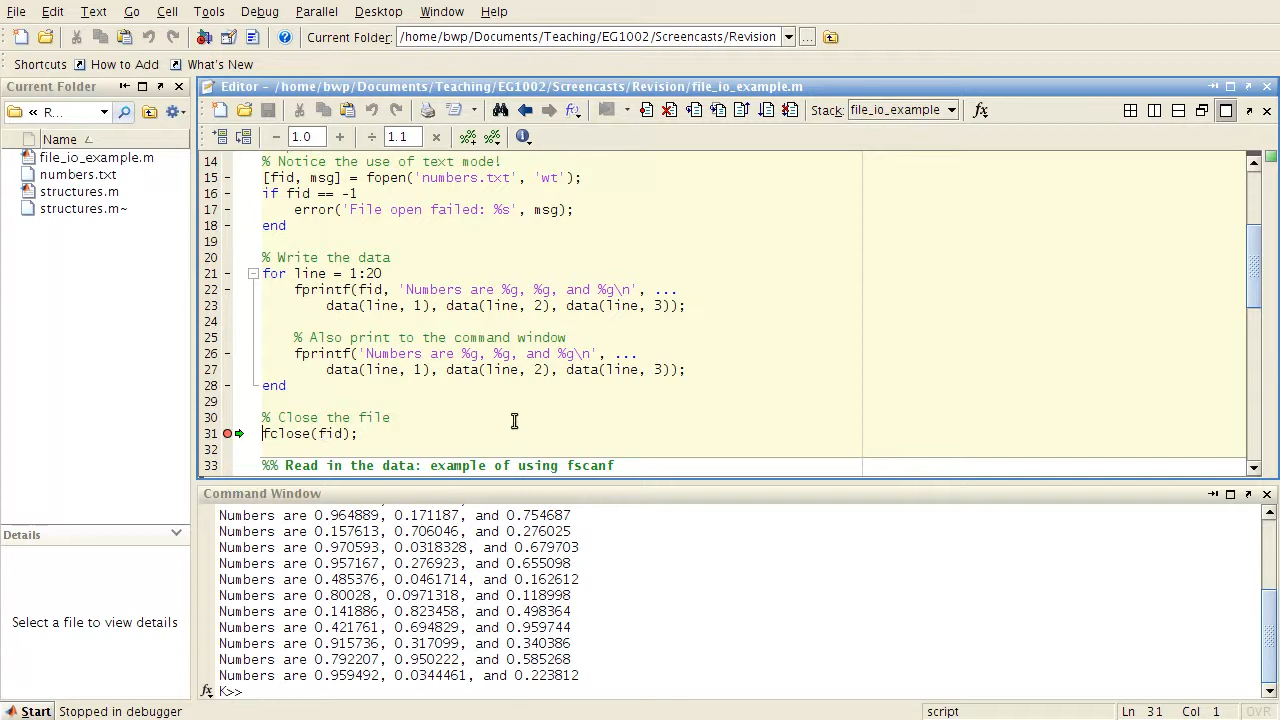 File Edit Text Go Cell Tools Debug Parallel Desktop Window Help
Current Folder: /home/bwp/Documents/Teaching/EG1002/Screencasts/Revision
Shortcuts How to Add What's New
Current Folder
« R...
Name
file_io_example.m
numbers.txt
structures.m
structures.m~
Details
Select a file to view details
Editor - /home/bwp/Documents/Teaching/EG1002/Screencasts/Revision/file_io_example.m
Stack: file_io_example
1.0 1.1
14 % Notice the use of text mode!
15 [fid, msg] = fopen('numbers.txt', 'wt');
16 if fid == -1
17 error('File open failed: %s', msg);
18 end
19
20 % Write the data
21 for line = 1:20
22 fprintf(fid, 'Numbers are %g, %g, and %g\n', ...
23 data(line, 1), data(line, 2), data(line, 3));
24
25 % Also print to the command window
26 fprintf('Numbers are %g, %g, and %g\n', ...
27 data(line, 1), data(line, 2), data(line, 3));
28 end
29
30 % Close the file
31 fclose(fid);
32
33 %% Read in the data: example of using fscanf
Command Window
Numbers are 0.964889, 0.171187, and 0.754687
Numbers are 0.157613, 0.706046, and 0.276025
Numbers are 0.970593, 0.0318328, and 0.679703
Numbers are 0.957167, 0.276923, and 0.655098
Numbers are 0.485376, 0.0461714, and 0.162612
Numbers are 0.80028, 0.0971318, and 0.118998
Numbers are 0.141886, 0.823458, and 0.498364
Numbers are 0.421761, 0.694829, and 0.959744
Numbers are 0.915736, 0.317099, and 0.340386
Numbers are 0.792207, 0.950222, and 0.585268
Numbers are 0.959492, 0.0344461, and 0.223812
fx K>>
Start Stopped in debugger script Ln 31 Col 1 OVR